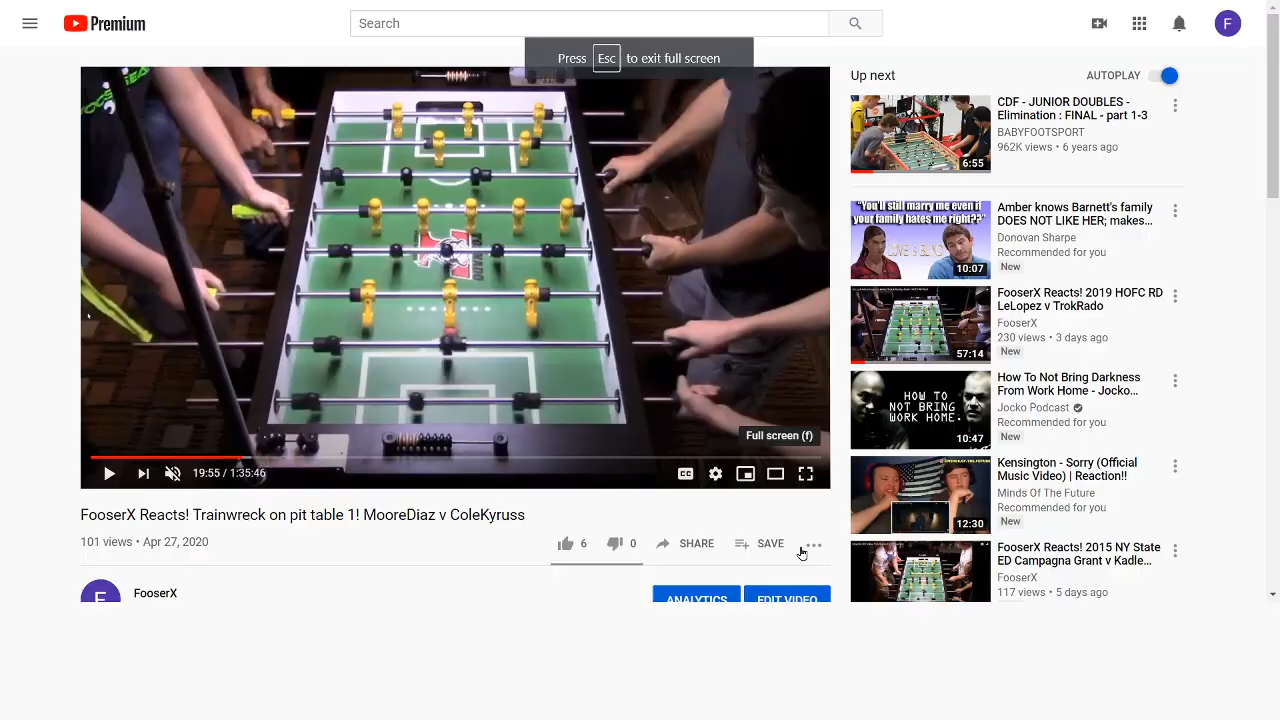 Premium
Search
F
Press Esc to exit full screen
Full screen (f)
19:55 / 1:35:46
CC
FooserX Reacts! Trainwreck on pit table 1! MooreDiaz v ColeKyruss
101 views • Apr 27, 2020
6
0
SHARE
SAVE
F
FooserX
ANALYTICS
EDIT VIDEO
Up next
AUTOPLAY
6:55
CDF - JUNIOR DOUBLES -
Elimination : FINAL - part 1-3
BABYFOOTSPORT
962K views • 6 years ago
"You'll still marry me even if
your family hates me right??"
LOVE is BLIND
10:07
Amber knows Barnett's family
DOES NOT LIKE HER; makes...
Donovan Sharpe
Recommended for you
New
57:14
FooserX Reacts! 2019 HOFC RD
LeLopez v TrokRado
FooserX
230 views • 3 days ago
New
HOW TO
NOT BRING
WORK HOME.
10:47
How To Not Bring Darkness
From Work Home - Jocko...
Jocko Podcast
Recommended for you
New
12:30
Kensington - Sorry (Official
Music Video) | Reaction!!
Minds Of The Future
Recommended for you
New
FooserX Reacts! 2015 NY State
ED Campagna Grant v Kadle...
FooserX
117 views • 5 days ago